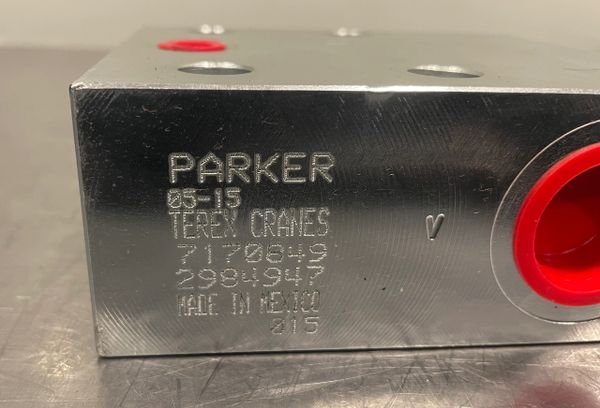 PARKER
05-15
TEREX CRANES
7170849
2984947
MADE IN MEXICO
015
V